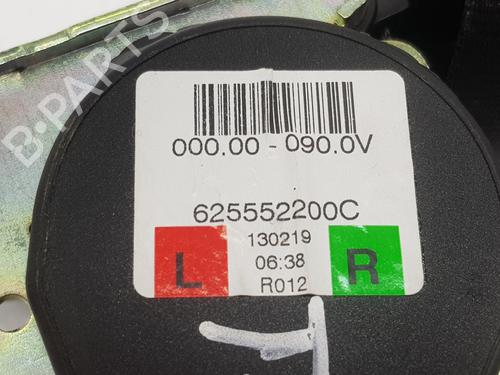 B-PARTS
000.00 - 090.0V
625552200C
L 130219 R
06:38
R012